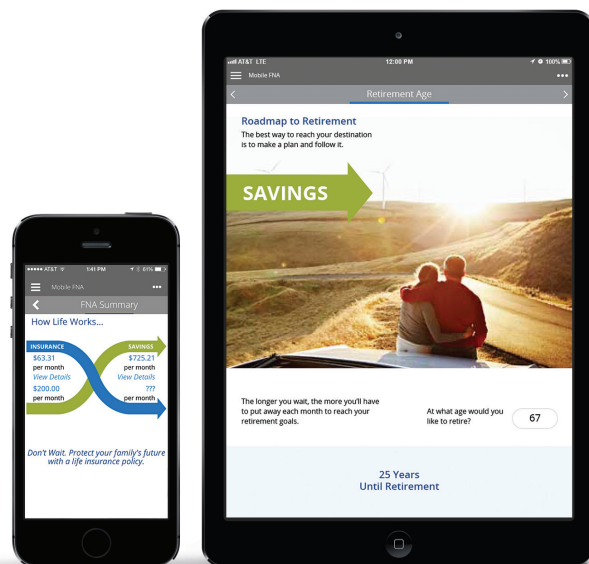 AT&T LTE 12:00 PM 100%
Mobile FNA
Retirement Age
Roadmap to Retirement
The best way to reach your destination
is to make a plan and follow it.
SAVINGS
The longer you wait, the more you'll have
to put away each month to reach your
retirement goals.
At what age would you
like to retire?
67
25 Years
Until Retirement
AT&T 1:41 PM 61%
Mobile FNA
FNA Summary
How Life Works...
INSURANCE SAVINGS
$63.31 $725.21
per month per month
View Details View Details
$200.00 ???
per month per month
Don't Wait. Protect your family's future
with a life insurance policy.